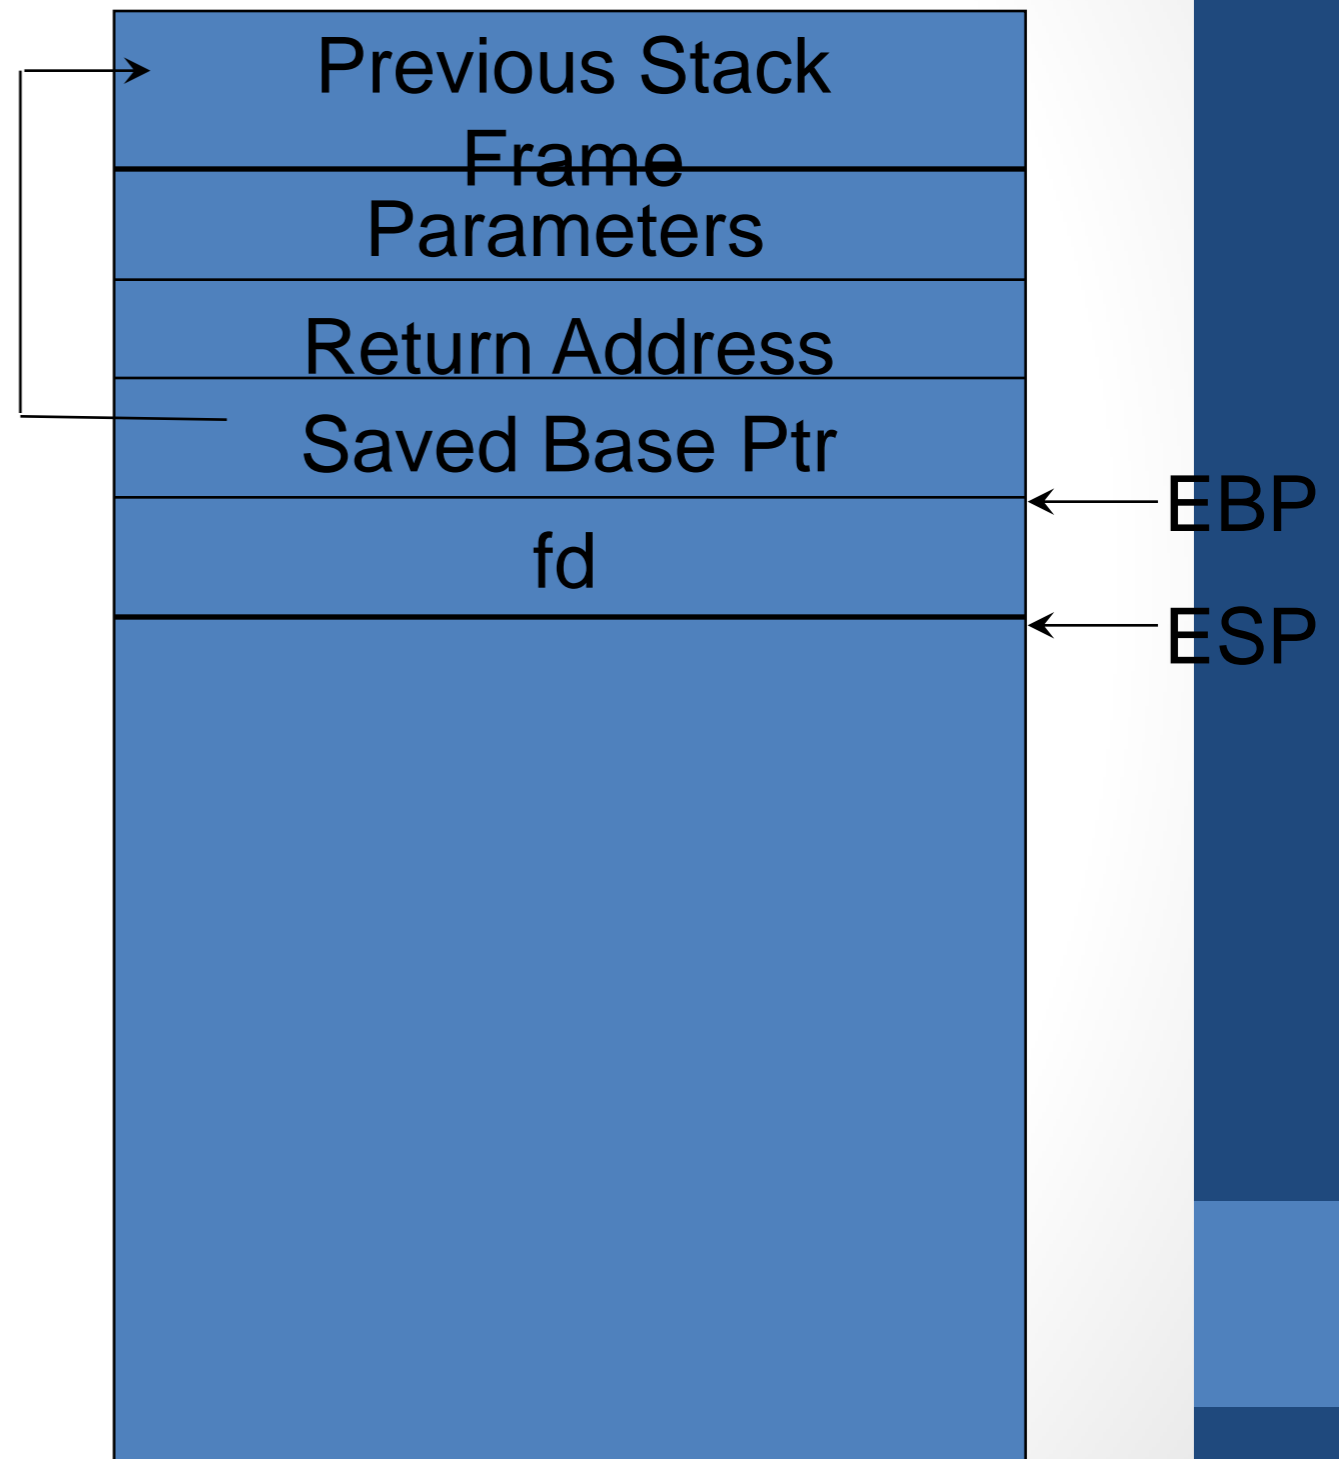 Previous Stack
Frame
Parameters
Return Address
Saved Base Ptr
EBP
fd
ESP